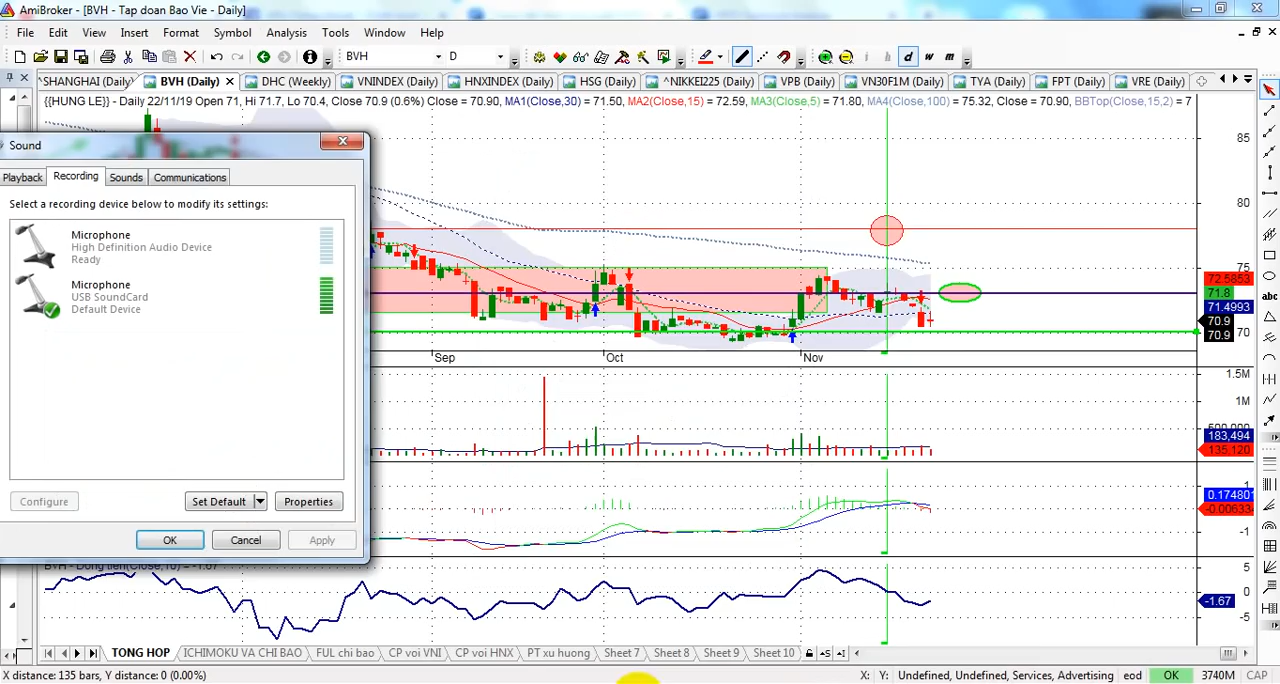 AmiBroker - [BVH - Tap doan Bao Vie - Daily]
File Edit View Insert Format Symbol Analysis Tools Window Help
BVH D i h d w m
^SHANGHAI (Daily) BVH (Daily) DHC (Weekly) VNINDEX (Daily) HNXINDEX (Daily) HSG (Daily) ^NIKKEI225 (Daily) VPB (Daily) VN30F1M (Daily) TYA (Daily) FPT (Daily) VRE (Daily)
{{HUNG LE}} - Daily 22/11/19 Open 71, Hi 71.7, Lo 70.4, Close 70.9 (0.6%) Close = 70.90, MA1(Close,30) = 71.50, MA2(Close,15) = 72.59, MA3(Close,5) = 71.80, MA4(Close,100) = 75.32, Close = 70.90, BBTop(Close,15,2) = 7
85
80
75
72.5853
71.8
71.4993
70.9
70.9
70
Sep Oct Nov
Sound
Playback Recording Sounds Communications
Select a recording device below to modify its settings:
Microphone
High Definition Audio Device
Ready
Microphone
USB SoundCard
Default Device
Configure Set Default Properties
OK Cancel Apply
1.5M
1M
183,494
135,120
1
0.174801
-0.00633
-1
BVH - Dong tien(Close,10) = -1.67
5
0
-1.67
-5
abc
TONG HOP ICHIMOKU VA CHI BAO FUL chi bao CP voi VNI CP voi HNX PT xu huong Sheet 7 Sheet 8 Sheet 9 Sheet 10
X distance: 135 bars, Y distance: 0 (0.00%) X: Y: Undefined, Undefined, Services, Advertising eod OK 3740M CAP